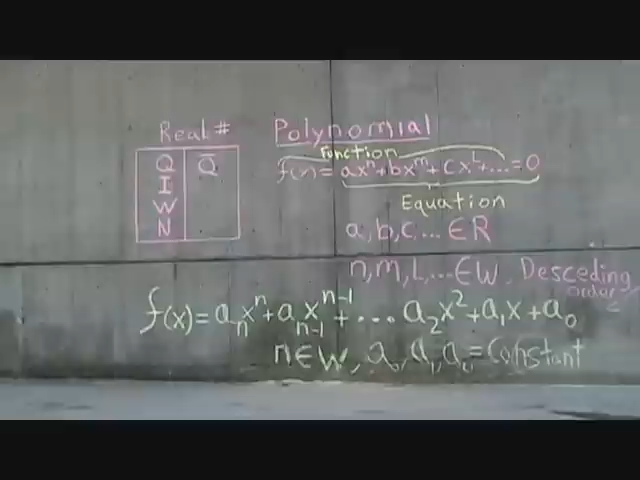 Real #
Q Q̅
I
W
N
Polynomial
Function
f(x) = axⁿ + bxᵐ + cxᴸ + ... = 0
Equation
a, b, c, ... ∈ R
n, m, L, ... ∈ W, Desceding
order
f(x) = aₙxⁿ + aₙ₋₁xⁿ⁻¹ + ... a₂x² + a₁x + a₀
n ∈ W, a₀, a₁, = Constant